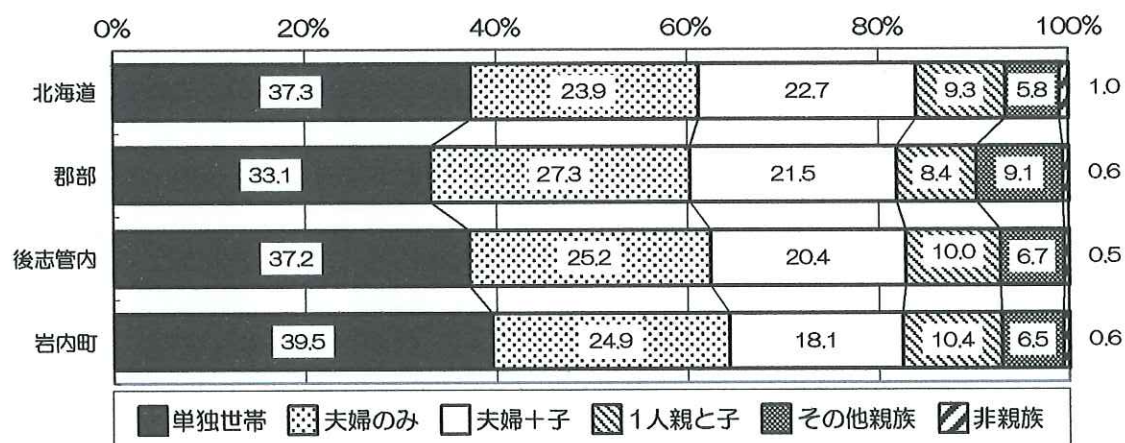 0% 20% 40% 60% 80% 100%
北海道 37.3 23.9 22.7 9.3 5.8 1.0
郡部 33.1 27.3 21.5 8.4 9.1 0.6
後志管内 37.2 25.2 20.4 10.0 6.7 0.5
岩内町 39.5 24.9 18.1 10.4 6.5 0.6
単独世帯 夫婦のみ 夫婦＋子 1人親と子 その他親族 非親族